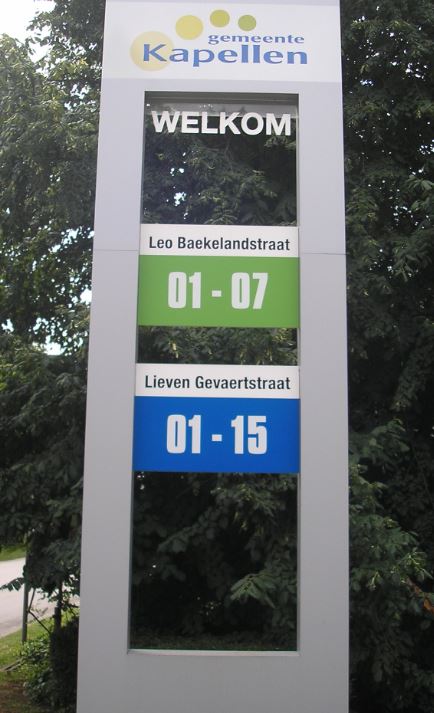 gemeente
Kapellen
WELKOM
Leo Baekelandstraat
01 - 07
Lieven Gevaertstraat
01 - 15